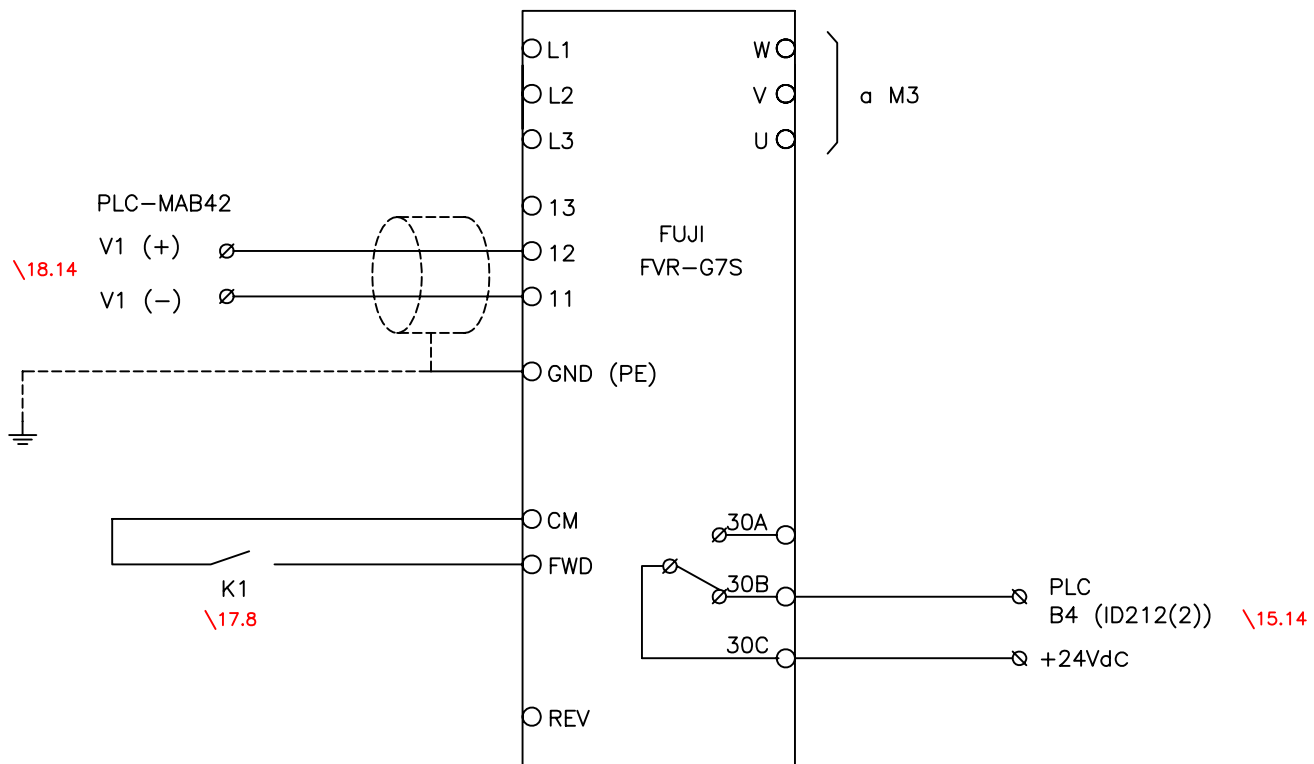 L1
W
L2
V
a M3
L3
U
PLC-MAB42
13
V1 (+)
12
FUJI
\18.14
FVR-G7S
V1 (-)
11
GND (PE)
CM
30A
FWD
K1
30B
PLC
\17.8
B4 (ID212(2))
\15.14
30C
+24Vdc
REV